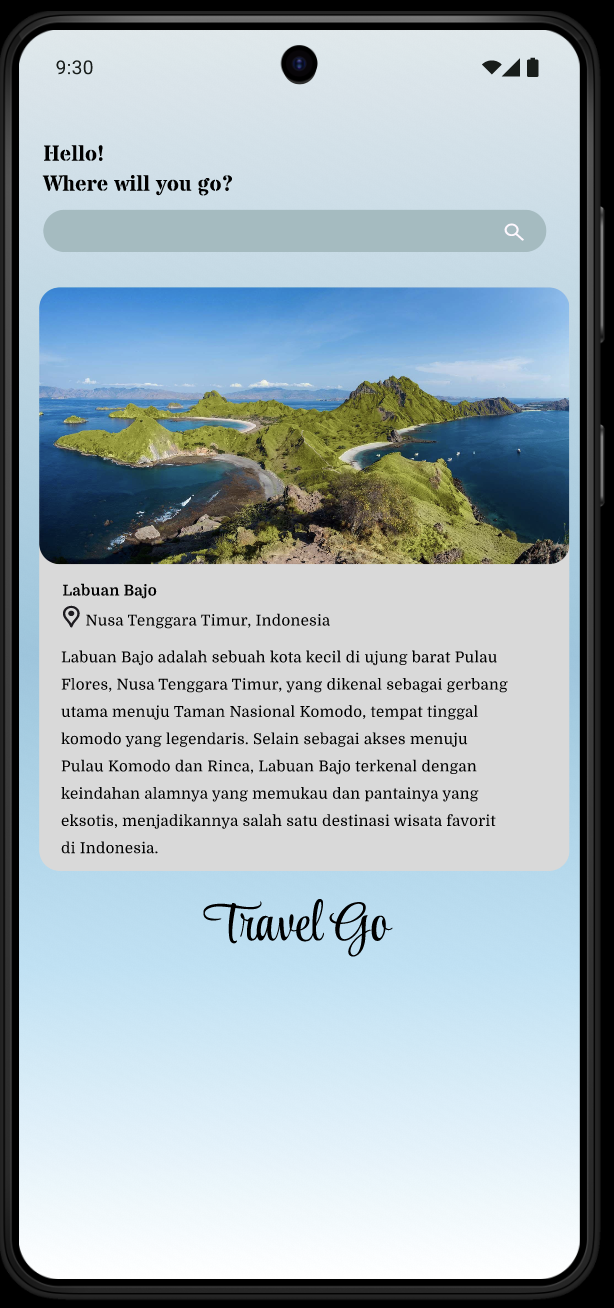 9:30
Hello!
Where will you go?
Labuan Bajo
Nusa Tenggara Timur, Indonesia
Labuan Bajo adalah sebuah kota kecil di ujung barat Pulau
Flores, Nusa Tenggara Timur, yang dikenal sebagai gerbang
utama menuju Taman Nasional Komodo, tempat tinggal
komodo yang legendaris. Selain sebagai akses menuju
Pulau Komodo dan Rinca, Labuan Bajo terkenal dengan
keindahan alamnya yang memukau dan pantainya yang
eksotis, menjadikannya salah satu destinasi wisata favorit
di Indonesia.
Travel Go